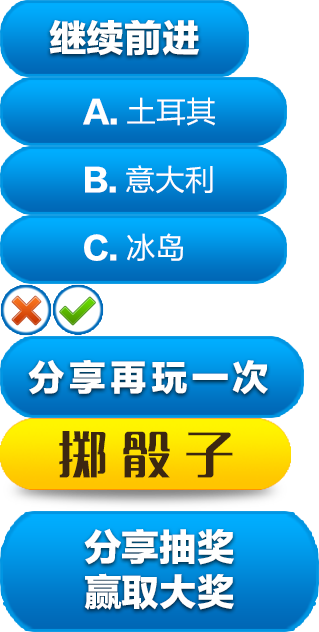 继续前进
A. 土耳其
B. 意大利
C. 冰岛
分享再玩一次
掷骰子
分享抽奖
赢取大奖